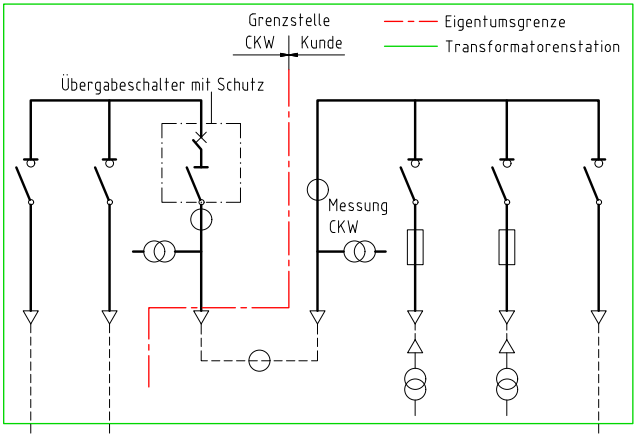 Grenzstelle
CKW Kunde
Eigentumsgrenze
Transformatorenstation
Übergabeschalter mit Schutz
Messung
CKW